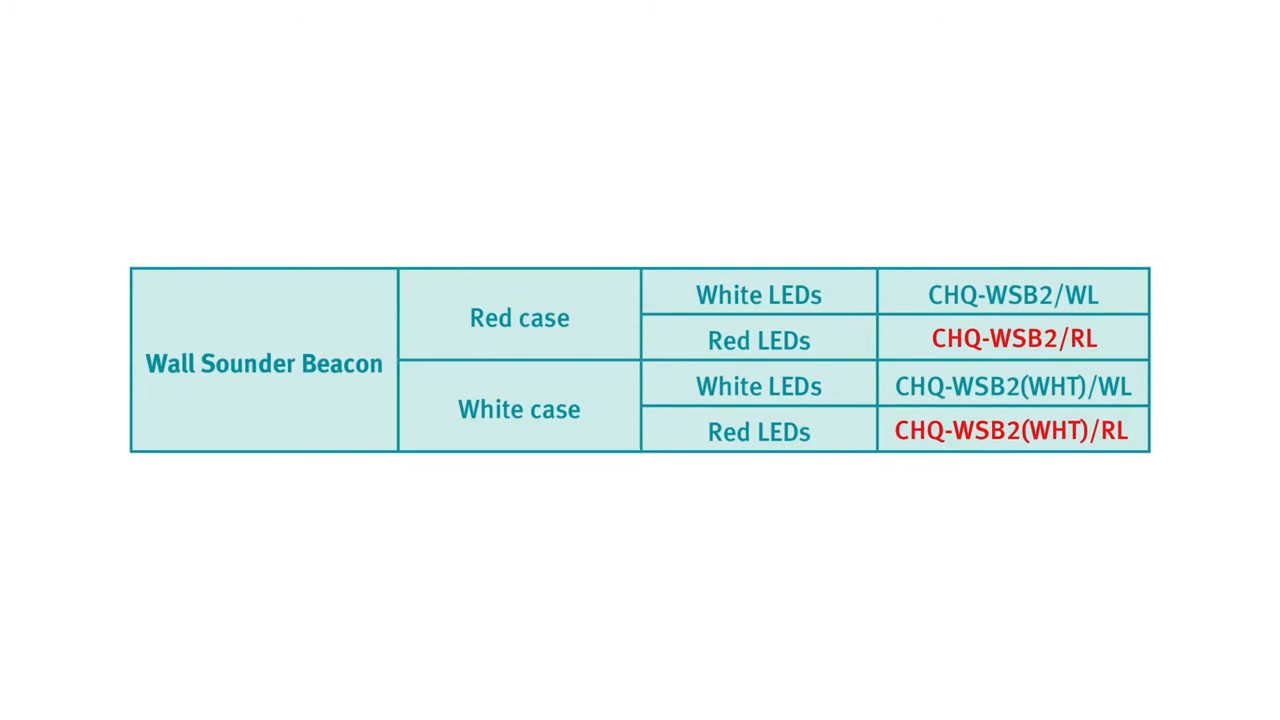 Wall Sounder Beacon
Red case
White LEDs
CHQ-WSB2/WL
Red LEDs
CHQ-WSB2/RL
White case
White LEDs
CHQ-WSB2(WHT)/WL
Red LEDs
CHQ-WSB2(WHT)/RL